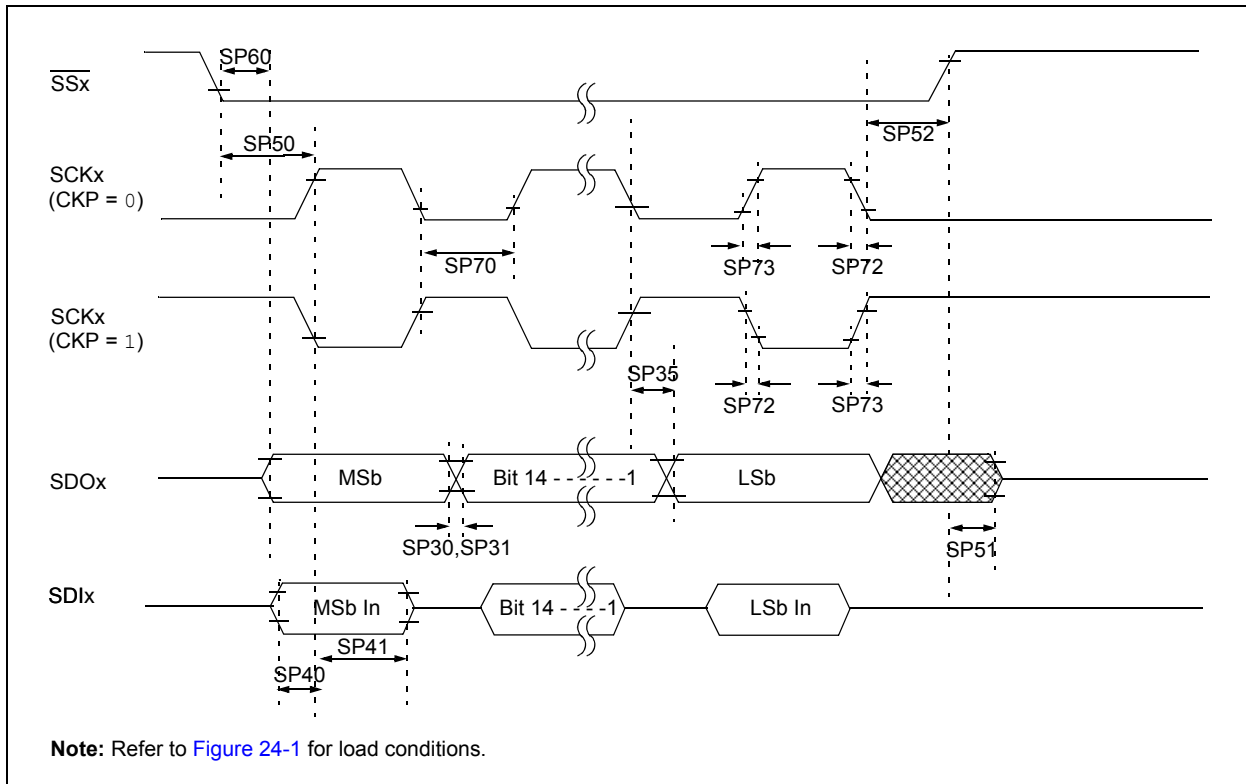 SP60
SSx
SP50
SP52
SCKx
(CKP = 0)
SP70
SP73
SP72
SCKx
(CKP = 1)
SP35
SP72
SP73
SDOx
MSb
Bit 14 - - - - - -1
LSb
SP30,SP31
SP51
SDIx
MSb In
Bit 14 - - - - -1
LSb In
SP41
SP40
Note: Refer to Figure 24-1 for load conditions.